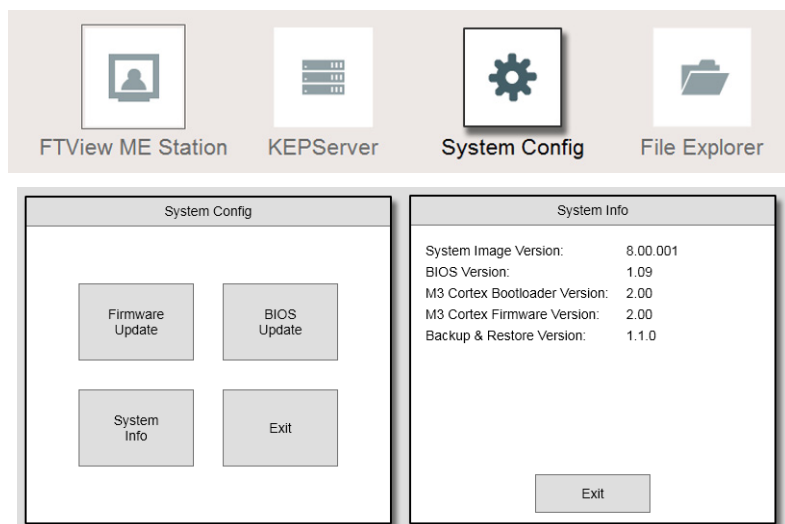 FTView ME Station
KEPServer
System Config
File Explorer
System Config
Firmware
Update
BIOS
Update
System
Info
Exit
System Info
System Image Version: 8.00.001
BIOS Version: 1.09
M3 Cortex Bootloader Version: 2.00
M3 Cortex Firmware Version: 2.00
Backup & Restore Version: 1.1.0
Exit